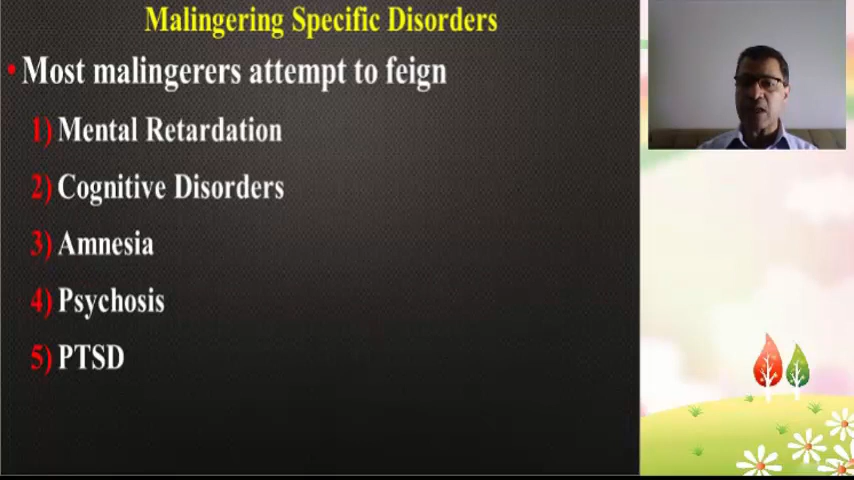 Malingering Specific Disorders
• Most malingerers attempt to feign
1) Mental Retardation
2) Cognitive Disorders
3) Amnesia
4) Psychosis
5) PTSD